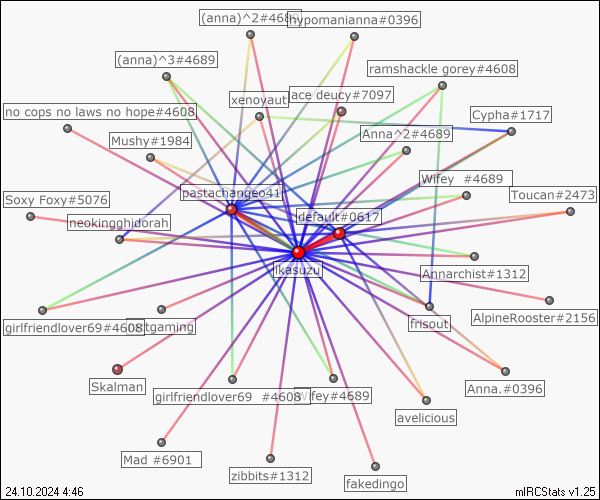 (anna)^2#4689
hypomanianna#0396
(anna)^3#4689
ramshackle gorey#4608
xenoyaut
ace deucy#7097
no cops no laws no hope#4608
Cypha#1717
Mushy#1984
Anna^2#4689
pastachangeo41
Wifey #4689
Toucan#2473
Soxy Foxy#5076
default#0617
neokingghidorah
likasuzu
Annarchist#1312
AlpineRooster#2156
girlfriendlover69#4608
gaming
frisout
Skalman
girlfriendlover69 #4608
Wifey#4689
Anna.#0396
avelicious
Mad #6901
zibbits#1312
fakedingo
24.10.2024 4:46
mIRCStats v1.25